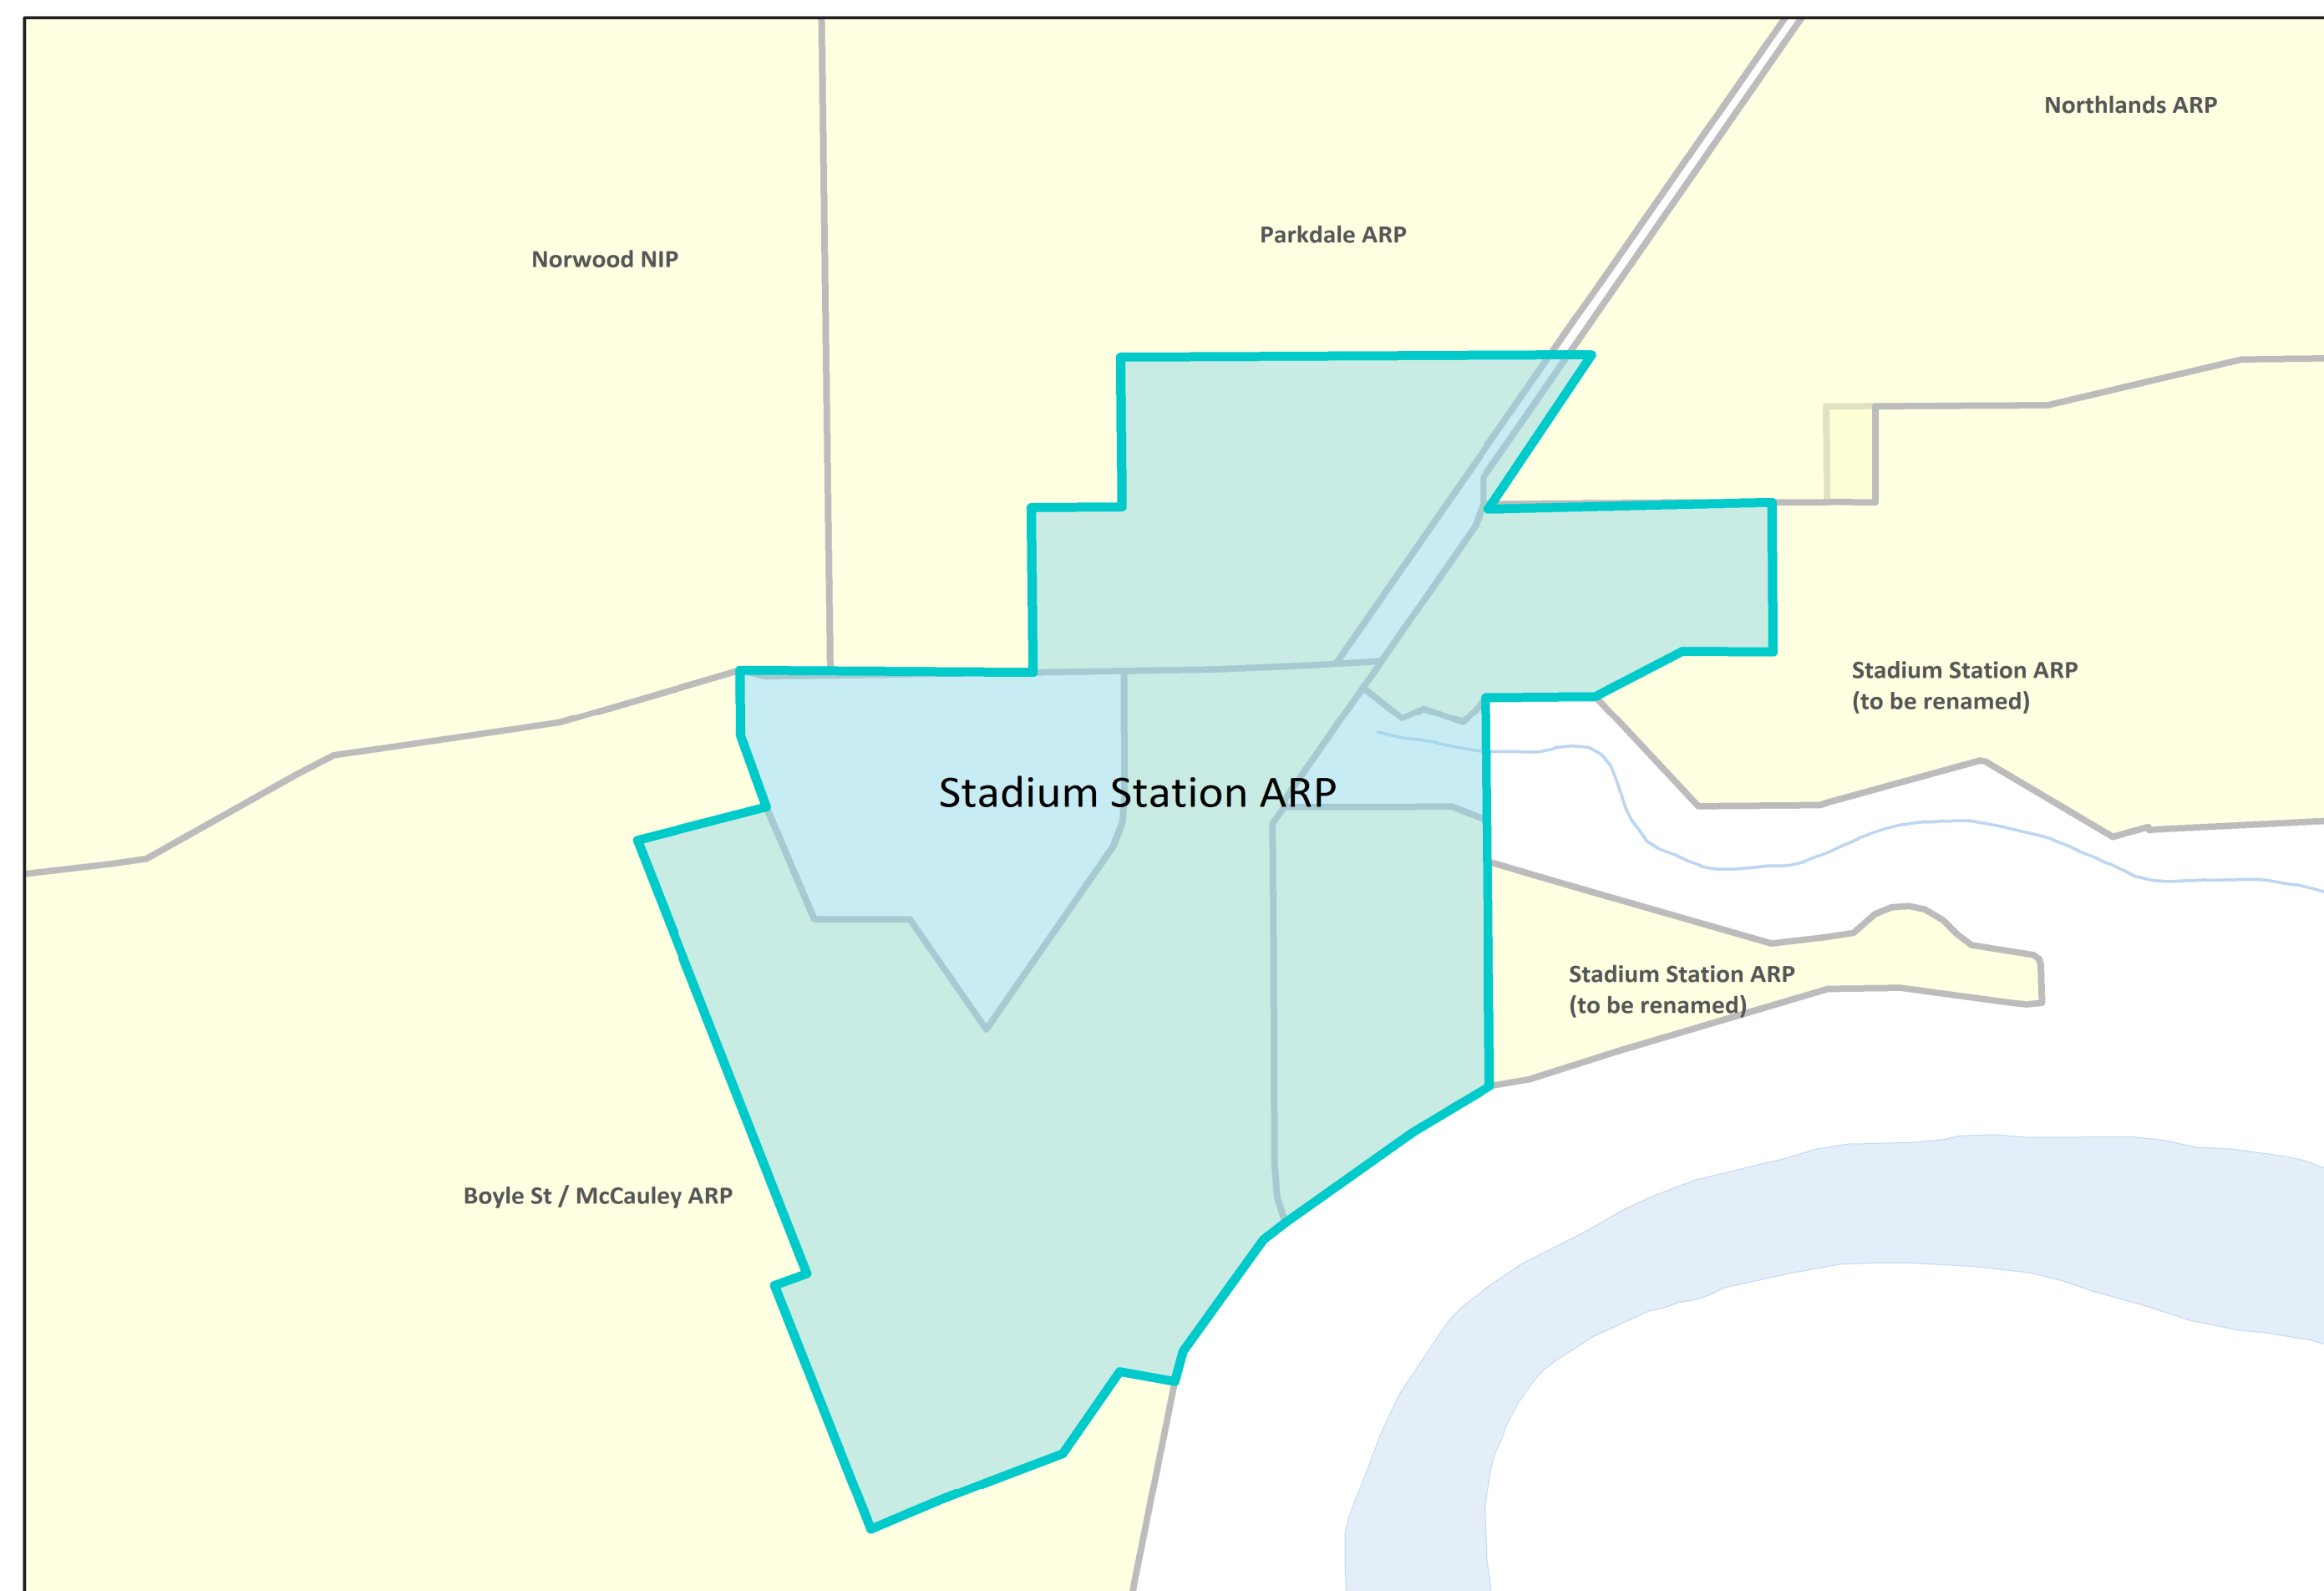 Northlands ARP
Parkdale ARP
Norwood NIP
Stadium Station ARP
(to be renamed)
Stadium Station ARP
Stadium Station ARP
(to be renamed)
Boyle St / McCauley ARP